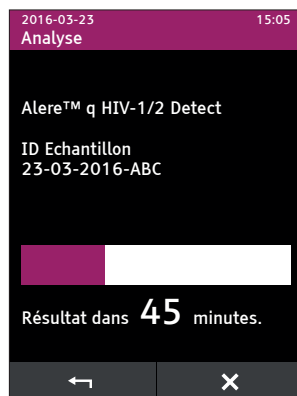 2016-03-23 15:05
Analyse
Alere™ q HIV-1/2 Detect
ID Echantillon
23-03-2016-ABC
Résultat dans 45 minutes.